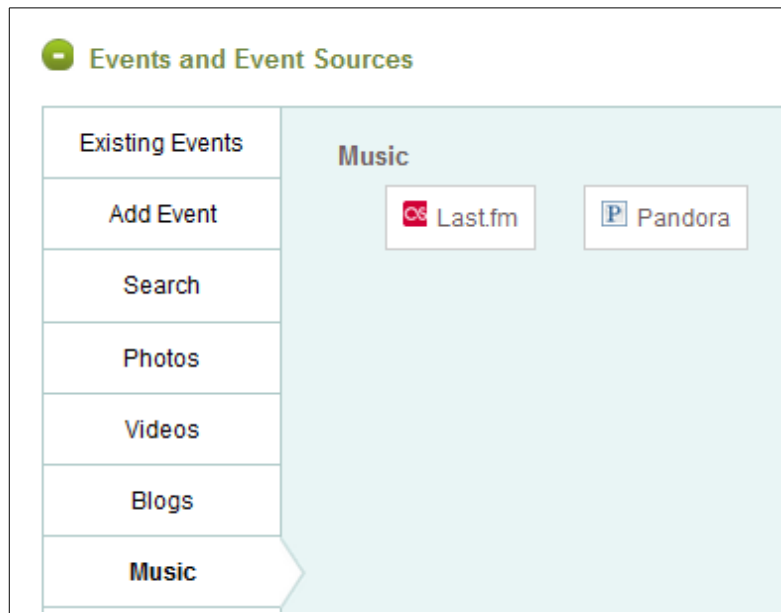 Events and Event Sources
Existing Events
Add Event
Search
Photos
Videos
Blogs
Music
Music
Last.fm
Pandora